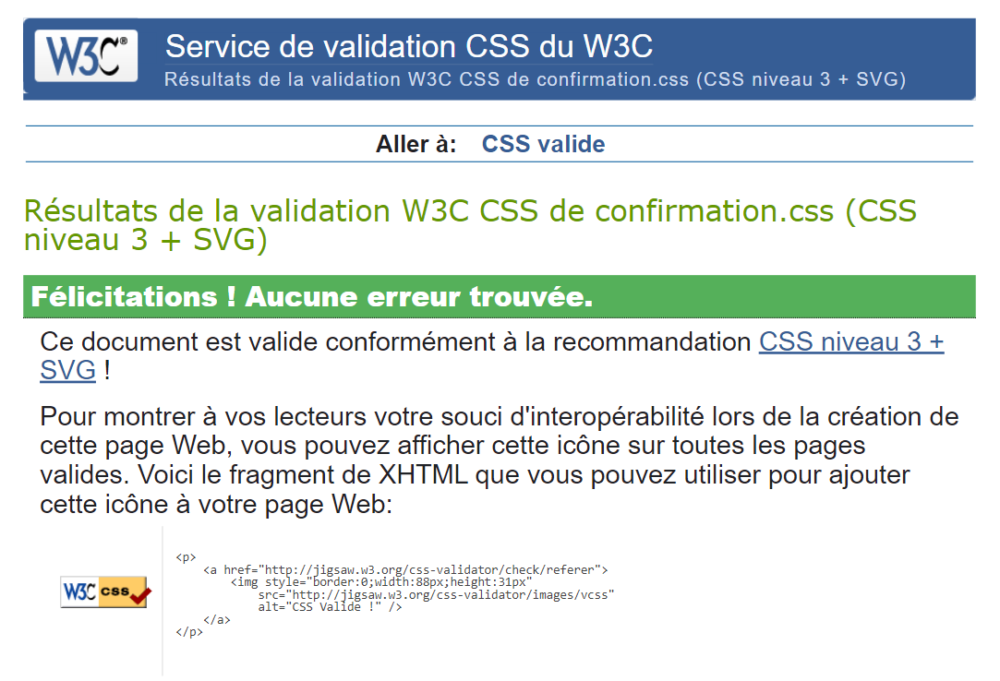 W3C®
Service de validation CSS du W3C
Résultats de la validation W3C CSS de confirmation.css (CSS niveau 3 + SVG)
Aller à: CSS valide
Résultats de la validation W3C CSS de confirmation.css (CSS
niveau 3 + SVG)
Félicitations ! Aucune erreur trouvée.
Ce document est valide conformément à la recommandation CSS niveau 3 +
SVG !
Pour montrer à vos lecteurs votre souci d'interopérabilité lors de la création de
cette page Web, vous pouvez afficher cette icône sur toutes les pages
valides. Voici le fragment de XHTML que vous pouvez utiliser pour ajouter
cette icône à votre page Web:
W3C css
<p>
<a href="http://jigsaw.w3.org/css-validator/check/referer">
<img style="border:0;width:88px;height:31px"
src="http://jigsaw.w3.org/css-validator/images/vcss"
alt="CSS Valide !" />
</a>
</p>